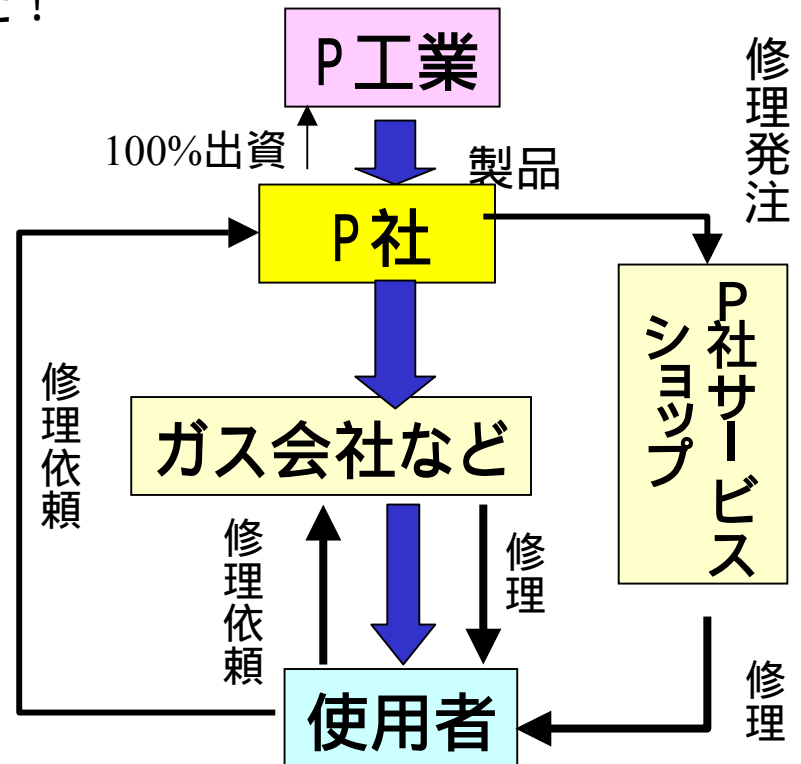 と！
P工業
100%出資
製品
修理発注
P社
P社サービス
ショップ
修理依頼
ガス会社など
修理依頼
修理
使用者
修理